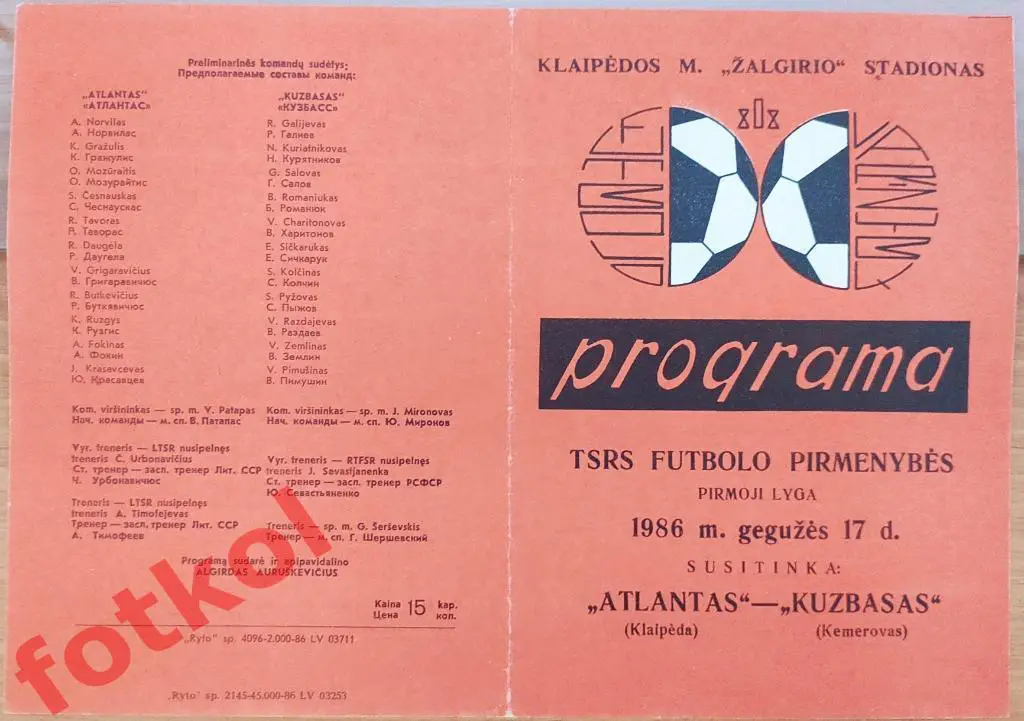 Preliminarinės komandų sudėtys:
Предполагаемые составы команд:
„ATLANTAS"
«АТЛАНТАС»
A. Norvilas
А. Норвилас
K. Gražulis
К. Гражулис
O. Mozūraitis
О. Мозурайтис
S. Česnauskas
С. Чеснаускас
R. Tavoras
Р. Таворас
R. Daugėla
Р. Даугела
V. Grigaravičius
В. Григаравичюс
R. Butkevičius
Р. Буткявичюс
K. Ruzgys
К. Рузгис
A. Fokinas
А. Фокин
J. Krasavcevas
Ю. Красавцев
„KUZBASAS"
«КУЗБАСС»
R. Galijevas
Р. Галиев
N. Kuriatnikovas
Н. Курятников
G. Salovas
Г. Салов
B. Romaniukas
Б. Романюк
V. Charitonovas
В. Харитонов
E. Sičkarukas
Е. Сичкарук
S. Kolčinas
С. Колчин
S. Pyžovas
С. Пыжов
V. Razdajevas
В. Раздаев
V. Zemlinas
В. Землин
V. Pimušinas
В. Пимушин
Kom. viršininkas — sp. m. V. Patapas
Нач. команды — м. сп. В. Патапас
Kom. viršininkas — sp. m. J. Mironovas
Нач. команды — м. сп. Ю. Миронов
Vyr. treneris — LTSR nusipelnęs
treneris Č. Urbonavičius
Ст. тренер — засл. тренер Лит. ССР
Ч. Урбонавичюс
Vyr. treneris — RTFSR nusipelnęs
treneris J. Sevastjanenka
Ст. тренер — засл. тренер РСФСР
Ю. Севастьяненко
Treneris — LTSR nusipelnęs
treneris A. Timofejevas
Тренер — засл. тренер Лит. ССР
А. Тимофеев
Treneris — sp. m. G. Šerševskis
Тренер — м. сп. Г. Шершевский
Programą sudarė ir apipavidalino
ALGIRDAS AURUŠKEVIČIUS
Kaina 15 kap.
Цена коп.
„Ryto" sp. 4096-2.000-86 LV 03711
„Ryto" sp. 2145-45.000-86 LV 03253
fotkol
KLAIPĖDOS M. „ŽALGIRIO" STADIONAS
programa
TSRS FUTBOLO PIRMENYBĖS
PIRMOJI LYGA
1986 m. gegužės 17 d.
SUSITINKA:
„ATLANTAS"—„KUZBASAS"
(Klaipėda) (Kemerovas)